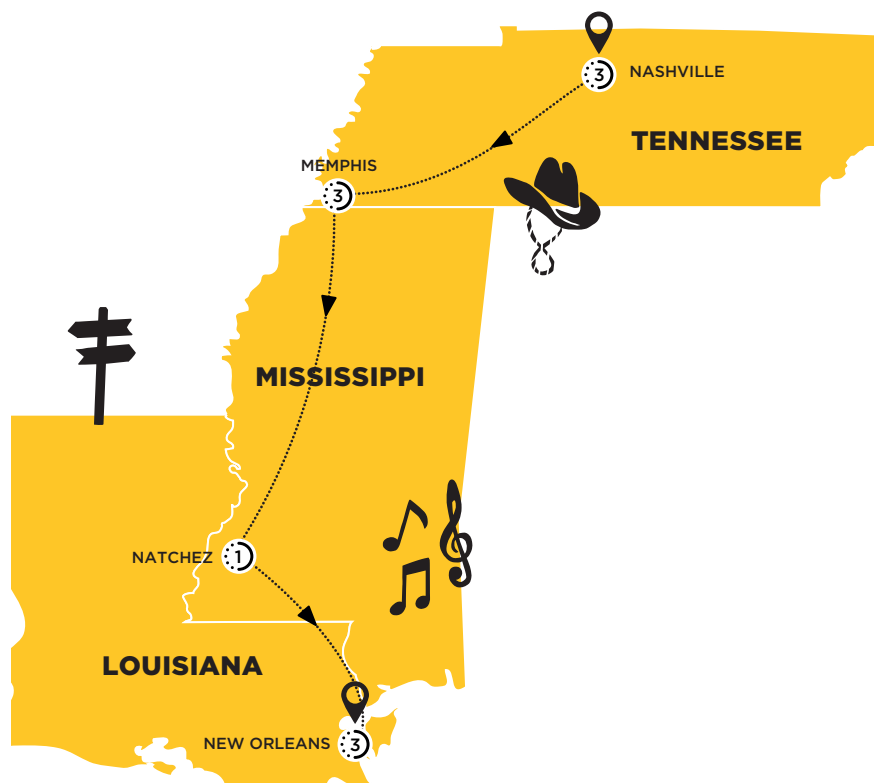 3
NASHVILLE
TENNESSEE
MEMPHIS
3
MISSISSIPPI
NATCHEZ
1
LOUISIANA
NEW ORLEANS
3